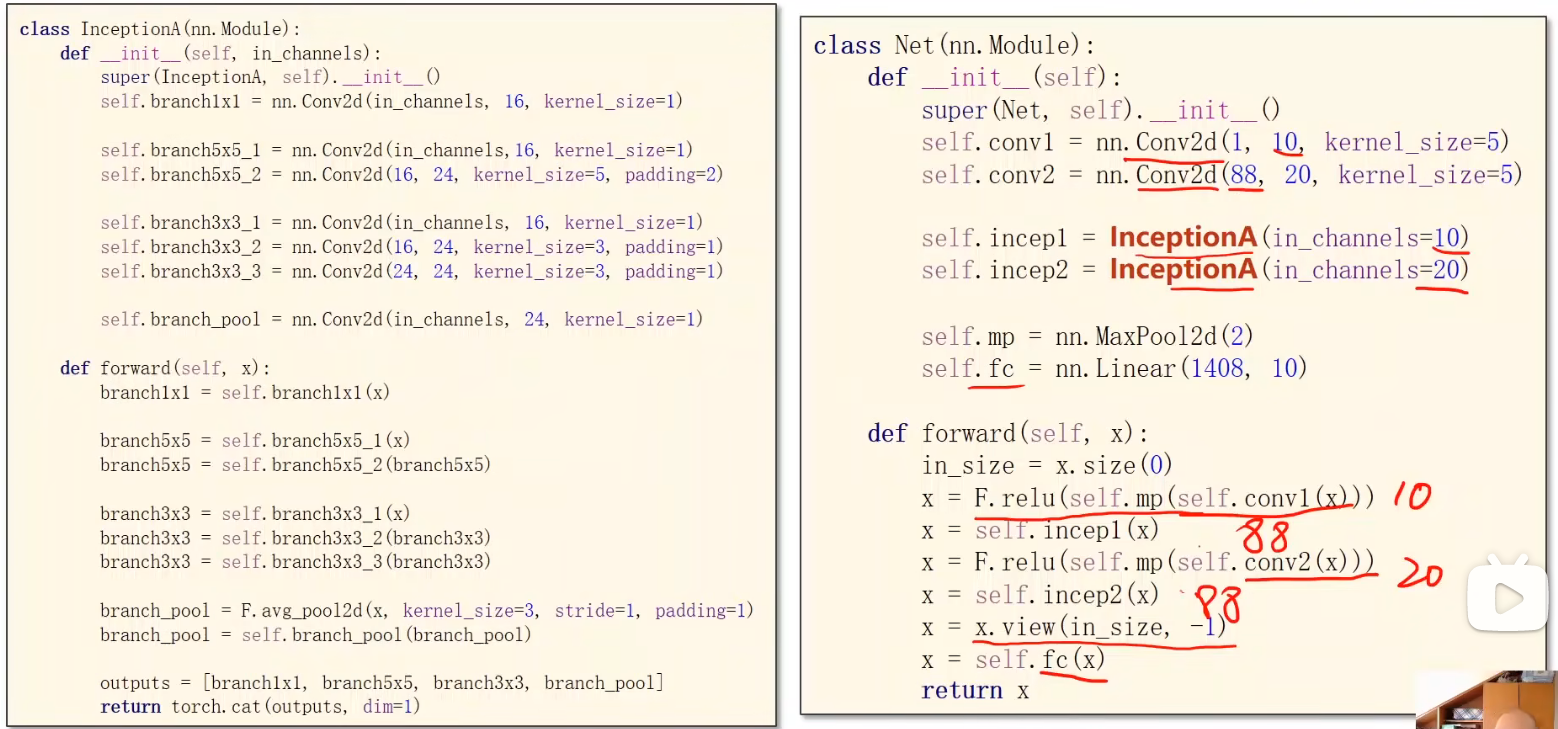 class InceptionA(nn.Module):
def __init__(self, in_channels):
super(InceptionA, self).__init__()
self.branch1x1 = nn.Conv2d(in_channels, 16, kernel_size=1)
self.branch5x5_1 = nn.Conv2d(in_channels,16, kernel_size=1)
self.branch5x5_2 = nn.Conv2d(16, 24, kernel_size=5, padding=2)
self.branch3x3_1 = nn.Conv2d(in_channels, 16, kernel_size=1)
self.branch3x3_2 = nn.Conv2d(16, 24, kernel_size=3, padding=1)
self.branch3x3_3 = nn.Conv2d(24, 24, kernel_size=3, padding=1)
self.branch_pool = nn.Conv2d(in_channels, 24, kernel_size=1)
def forward(self, x):
branch1x1 = self.branch1x1(x)
branch5x5 = self.branch5x5_1(x)
branch5x5 = self.branch5x5_2(branch5x5)
branch3x3 = self.branch3x3_1(x)
branch3x3 = self.branch3x3_2(branch3x3)
branch3x3 = self.branch3x3_3(branch3x3)
branch_pool = F.avg_pool2d(x, kernel_size=3, stride=1, padding=1)
branch_pool = self.branch_pool(branch_pool)
outputs = [branch1x1, branch5x5, branch3x3, branch_pool]
return torch.cat(outputs, dim=1)
class Net(nn.Module):
def __init__(self):
super(Net, self).__init__()
self.conv1 = nn.Conv2d(1, 10, kernel_size=5)
self.conv2 = nn.Conv2d(88, 20, kernel_size=5)
self.incep1 = InceptionA(in_channels=10)
self.incep2 = InceptionA(in_channels=20)
self.mp = nn.MaxPool2d(2)
self.fc = nn.Linear(1408, 10)
def forward(self, x):
in_size = x.size(0)
x = F.relu(self.mp(self.conv1(x))) 10
x = self.incep1(x) 88
x = F.relu(self.mp(self.conv2(x))) 20
x = self.incep2(x) 88
x = x.view(in_size, -1)
x = self.fc(x)
return x